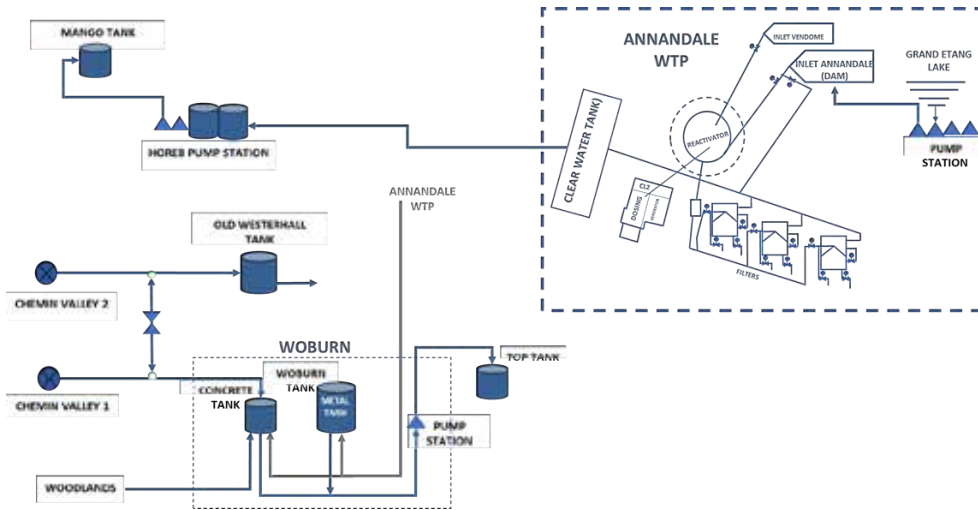 MANGO TANK
HOREB PUMP STATION
ANNANDALE
WTP
INLET VENDOME
INLET ANNANDALE
(DAM)
GRAND ETANG
LAKE
PUMP
STATION
REACTIVATOR
CLEAR WATER TANK)
CL2
DOSING
GENERATOR
FILTERS
ANNANDALE
WTP
OLD WESTERHALL
TANK
CHEMIN VALLEY 2
CHEMIN VALLEY 1
WOBURN
CONCRETE
TANK
WOBURN
TANK
METAL
TANK
TOP TANK
PUMP
STATION
WOODLANDS